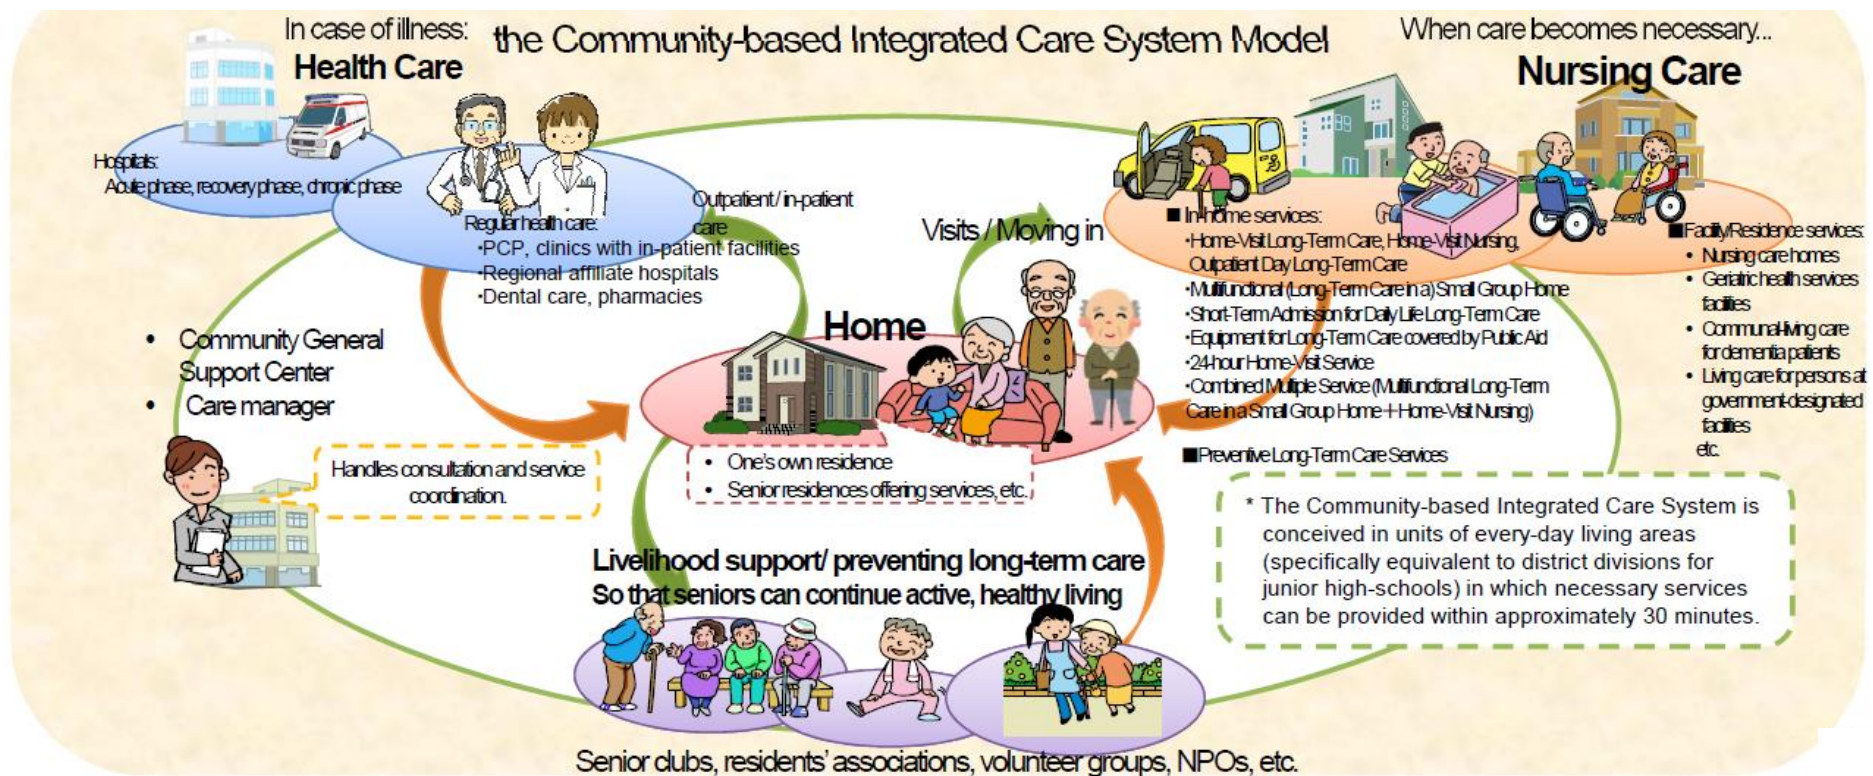 the Community-based Integrated Care System Model
In case of illness:
Health Care
Hospitals:
Acute phase, recovery phase, chronic phase
Regular health care:
•PCP, clinics with in-patient facilities
•Regional affiliate hospitals
•Dental care, pharmacies
Outpatient / in-patient
care
Visits / Moving in
When care becomes necessary...
Nursing Care
■ In-home services:
•Home-Visit Long-Term Care, Home-Visit Nursing,
Outpatient Day Long-Term Care
•Multifunctional (Long-Term Care in a) Small Group Home
•Short-Term Admission for Daily Life Long-Term Care
•Equipment for Long-Term Care covered by Public Aid
•24-hour Home-Visit Service
•Combined Multiple Service (Multifunctional Long-Term
Care in a Small Group Home + Home-Visit Nursing)
■Preventive Long-Term Care Services
■Facility/Residence services:
• Nursing care homes
• Geriatric health services
facilities
• Communal-living care
for dementia patients
• Living care for persons at
government-designated
facilities
etc.
• Community General
Support Center
• Care manager
Handles consultation and service
coordination.
Home
• One's own residence
• Senior residences offering services, etc.
* The Community-based Integrated Care System is
conceived in units of every-day living areas
(specifically equivalent to district divisions for
junior high-schools) in which necessary services
can be provided within approximately 30 minutes.
Livelihood support/ preventing long-term care
So that seniors can continue active, healthy living
Senior clubs, residents' associations, volunteer groups, NPOs, etc.